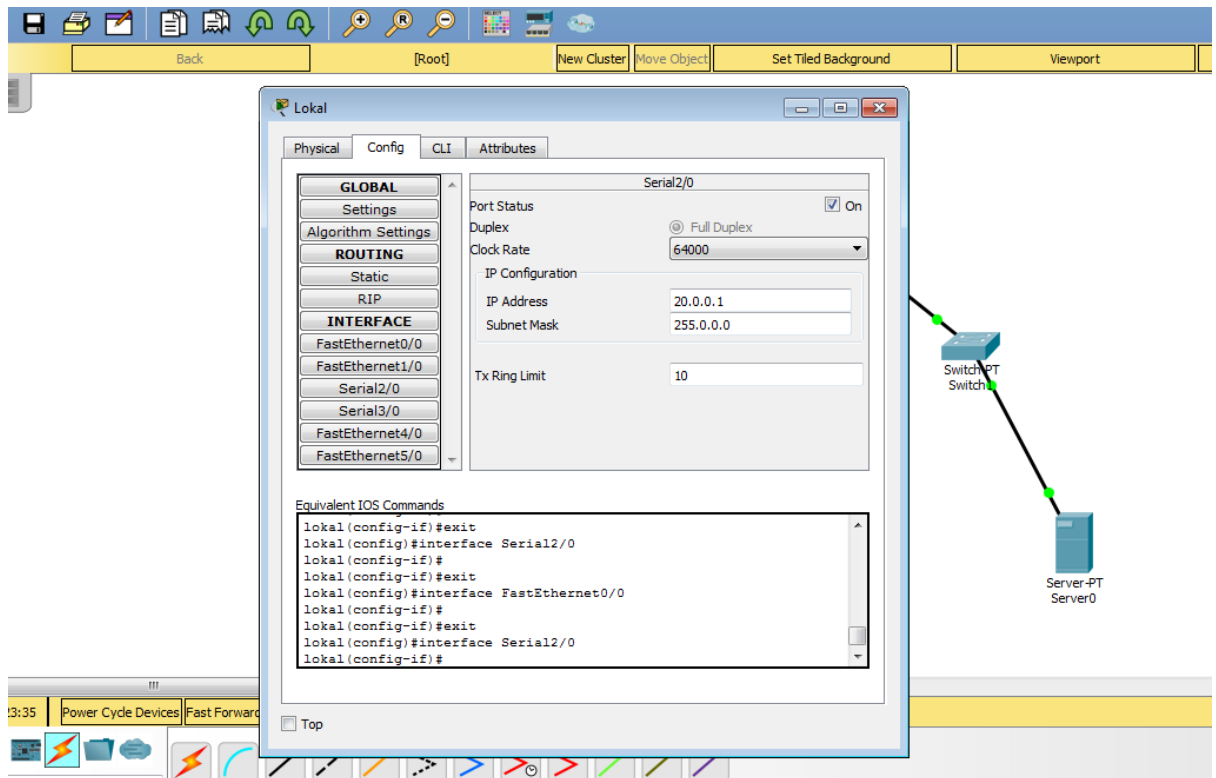 SELECT
Back
[Root]
New Cluster
Move Object
Set Tiled Background
Viewport
Lokal
Physical
Config
CLI
Attributes
GLOBAL
Settings
Algorithm Settings
ROUTING
Static
RIP
INTERFACE
FastEthernet0/0
FastEthernet1/0
Serial2/0
Serial3/0
FastEthernet4/0
FastEthernet5/0
Serial2/0
Port Status
On
Duplex
Full Duplex
Clock Rate
64000
IP Configuration
IP Address
20.0.0.1
Subnet Mask
255.0.0.0
Tx Ring Limit
10
Equivalent IOS Commands
lokal(config-if)#exit
lokal(config)#interface Serial2/0
lokal(config-if)#
lokal(config-if)#exit
lokal(config)#interface FastEthernet0/0
lokal(config-if)#
lokal(config-if)#exit
lokal(config)#interface Serial2/0
lokal(config-if)#
Top
Switch-PT
Server-PT
Server0
23:35
Power Cycle Devices
Fast Forward